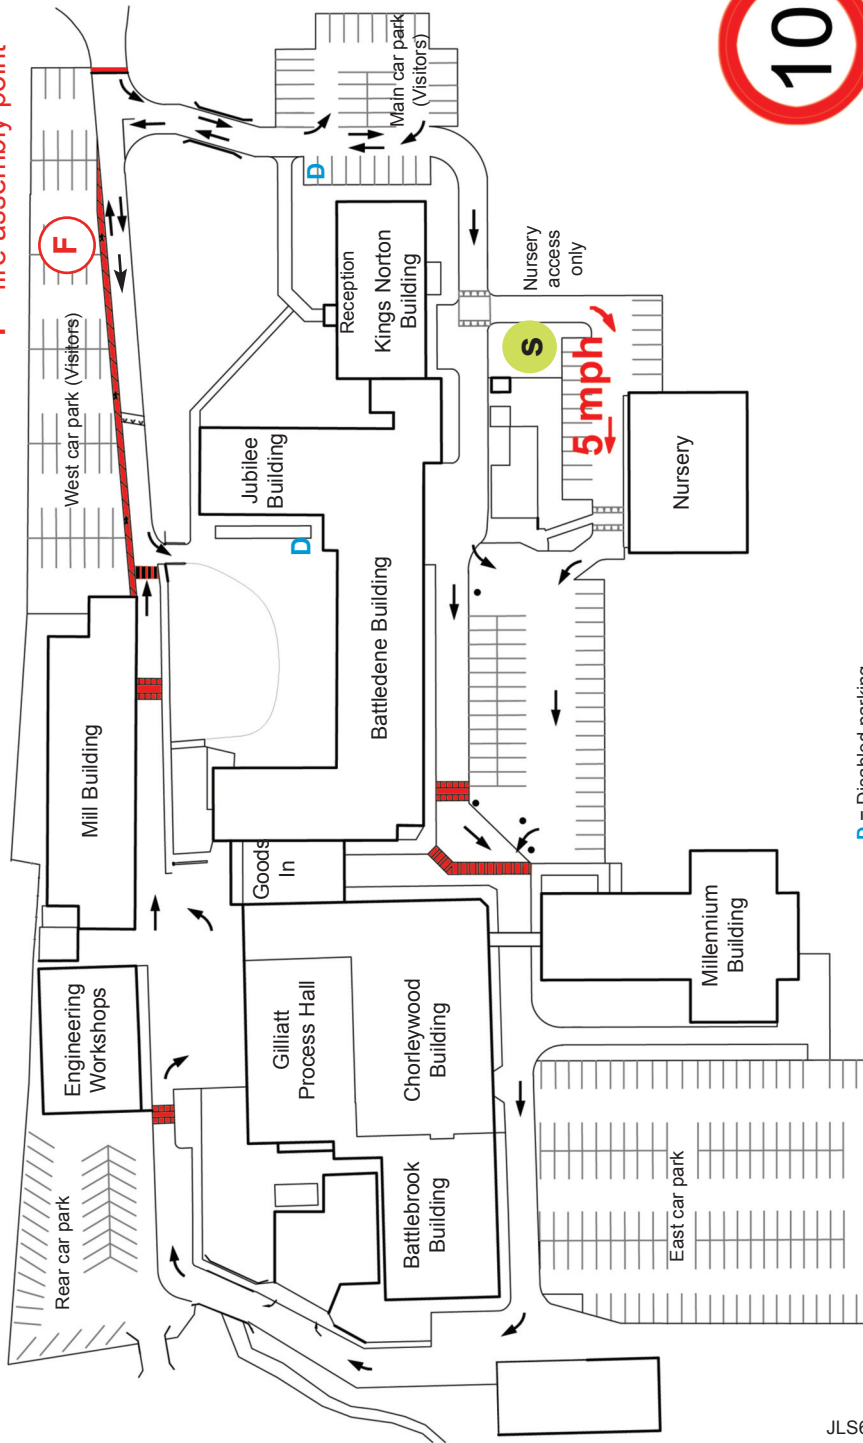 F
fire assembly point
10
Main car park
(Visitors)
D
F
West car park (Visitors)
Reception
Kings Norton
Building
Nursery
access
only
S
5 mph
Jubilee
Building
D
Nursery
Battledene Building
Mill Building
Goods
In
D = Disabled parking
Engineering
Workshops
Gilliatt
Process Hall
Chorleywood
Building
Millennium
Building
Rear car park
Battlebrook
Building
East car park
JLS6